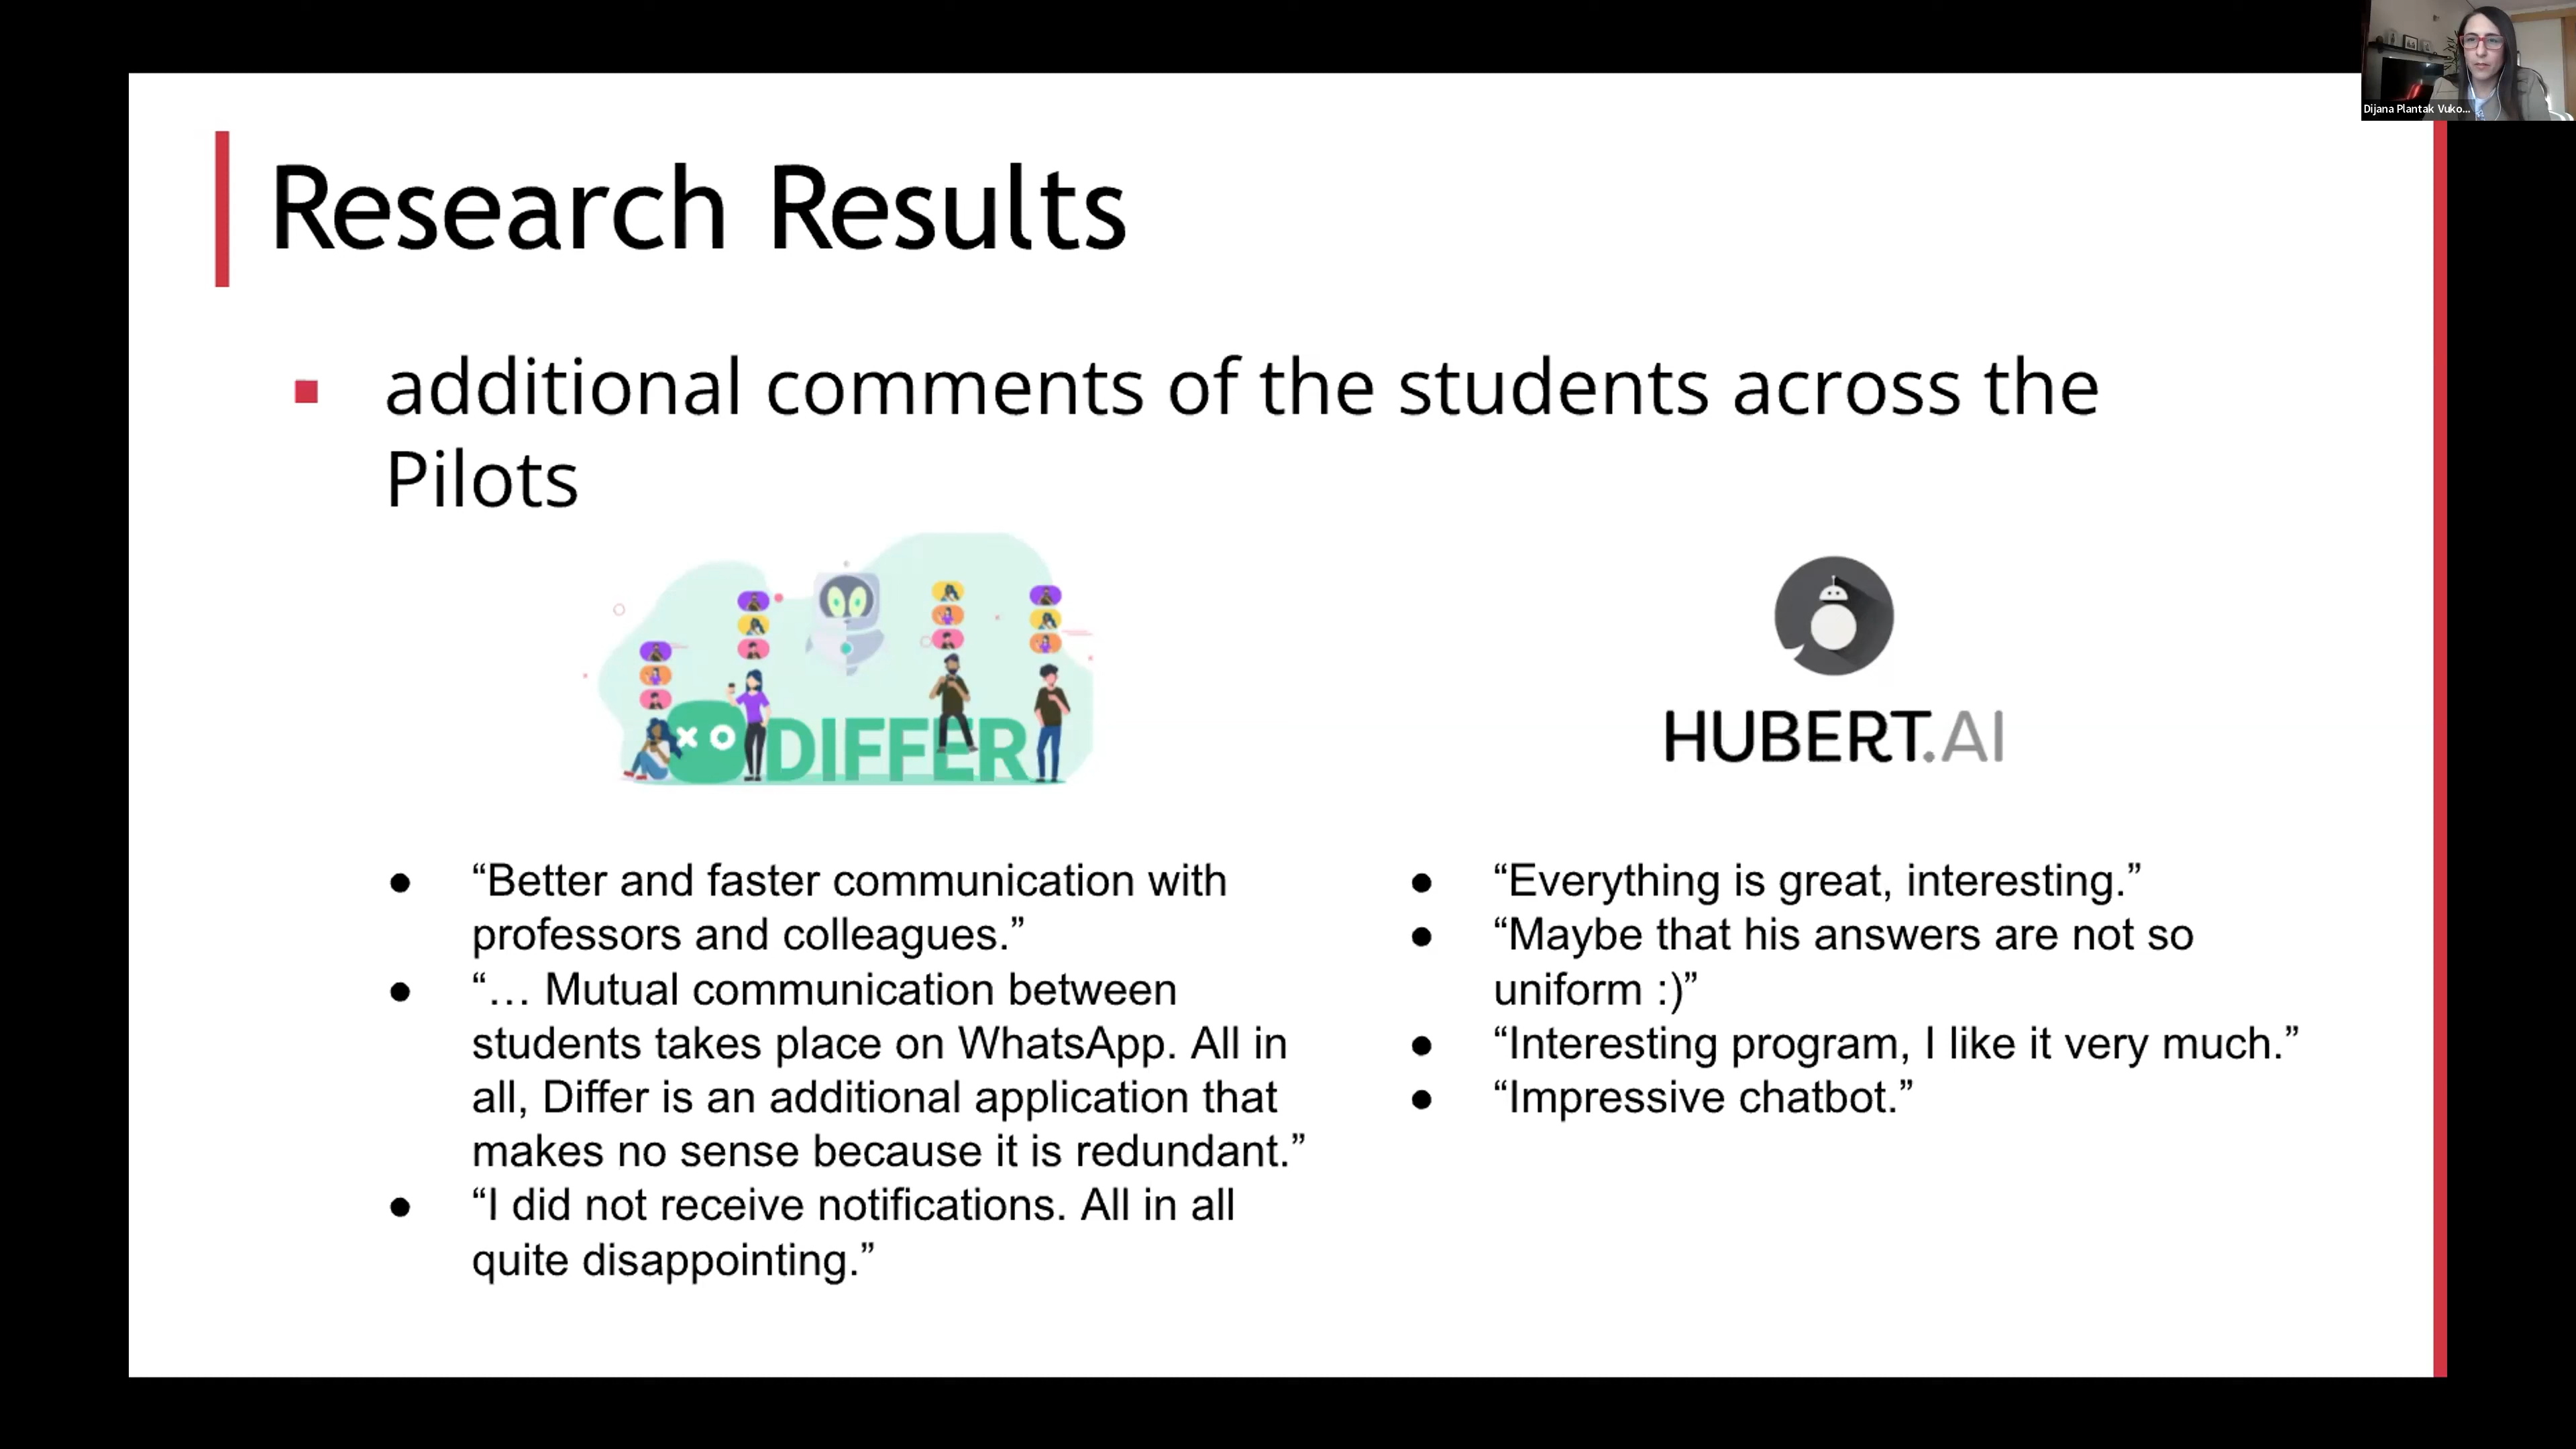 Dijana Plantak Vuko...
Research Results
additional comments of the students across the
Pilots
DIFFER
“Better and faster communication with
professors and colleagues.”
“… Mutual communication between
students takes place on WhatsApp. All in
all, Differ is an additional application that
makes no sense because it is redundant.”
“I did not receive notifications. All in all
quite disappointing.”
HUBERT.AI
“Everything is great, interesting.”
“Maybe that his answers are not so
uniform :)”
“Interesting program, I like it very much.”
“Impressive chatbot.”